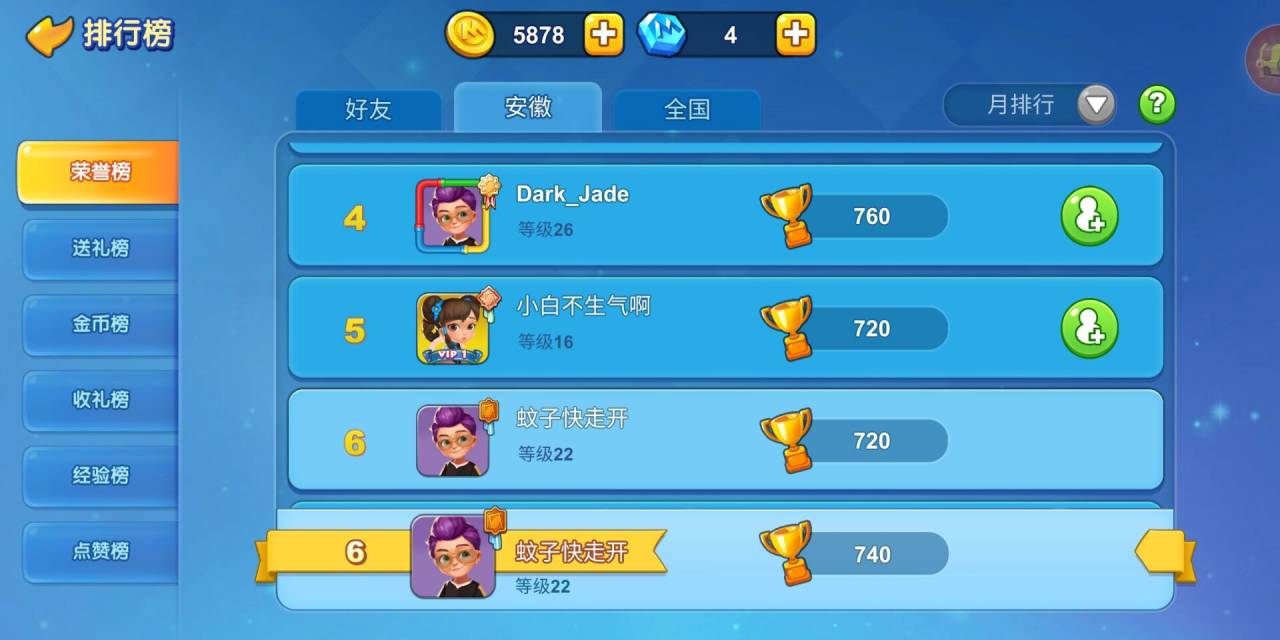 排行榜
5878
4
好友
安徽
全国
月排行
?
荣誉榜
送礼榜
金币榜
收礼榜
经验榜
点赞榜
4
Dark_Jade
等级26
760
5
小白不生气啊
等级16
VIP 1
720
6
蚊子快走开
等级22
720
6
蚊子快走开
等级22
740